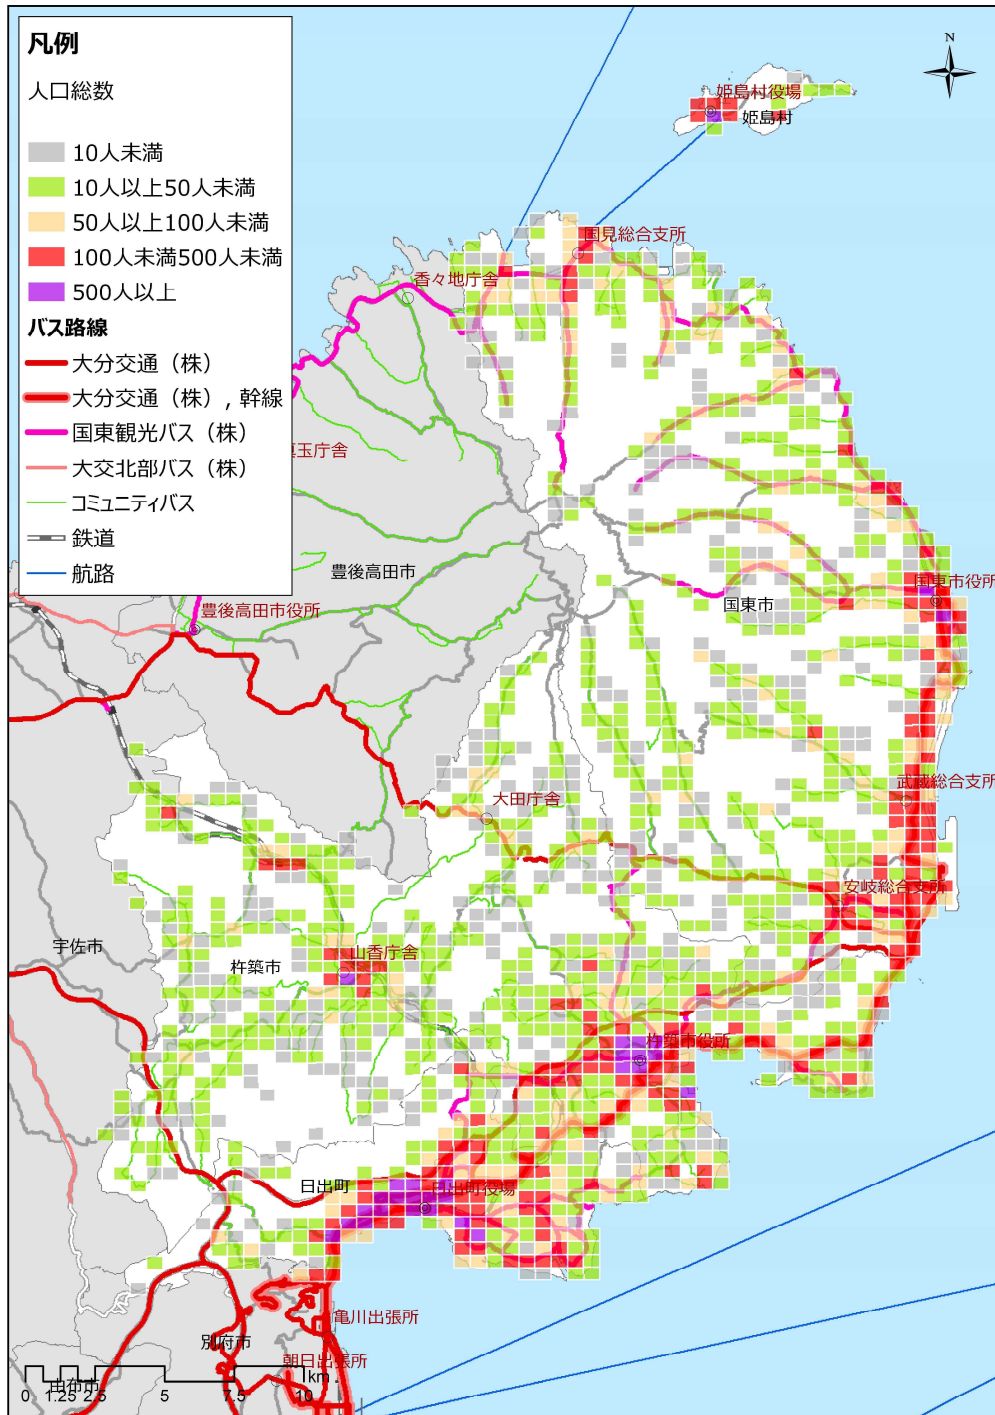 凡例
人口総数
10人未満
10人以上50人未満
50人以上100人未満
100人未満500人未満
500人以上
バス路線
大分交通（株）
大分交通（株）, 幹線
国東観光バス（株）
大交北部バス（株）
コミュニティバス
鉄道
航路
N
姫島村役場
姫島村
国見総合支所
香々地庁舎
玉庁舎
豊後高田市
豊後高田市役所
国東市役所
国東市
武蔵総合支所
大田庁舎
安岐総合支所
宇佐市
杵築市
山香庁舎
杵築市役所
日出町
日出町役場
亀川出張所
別府市
朝日出張所
由布市
km
0 1.25 2.5 5 7.5 10